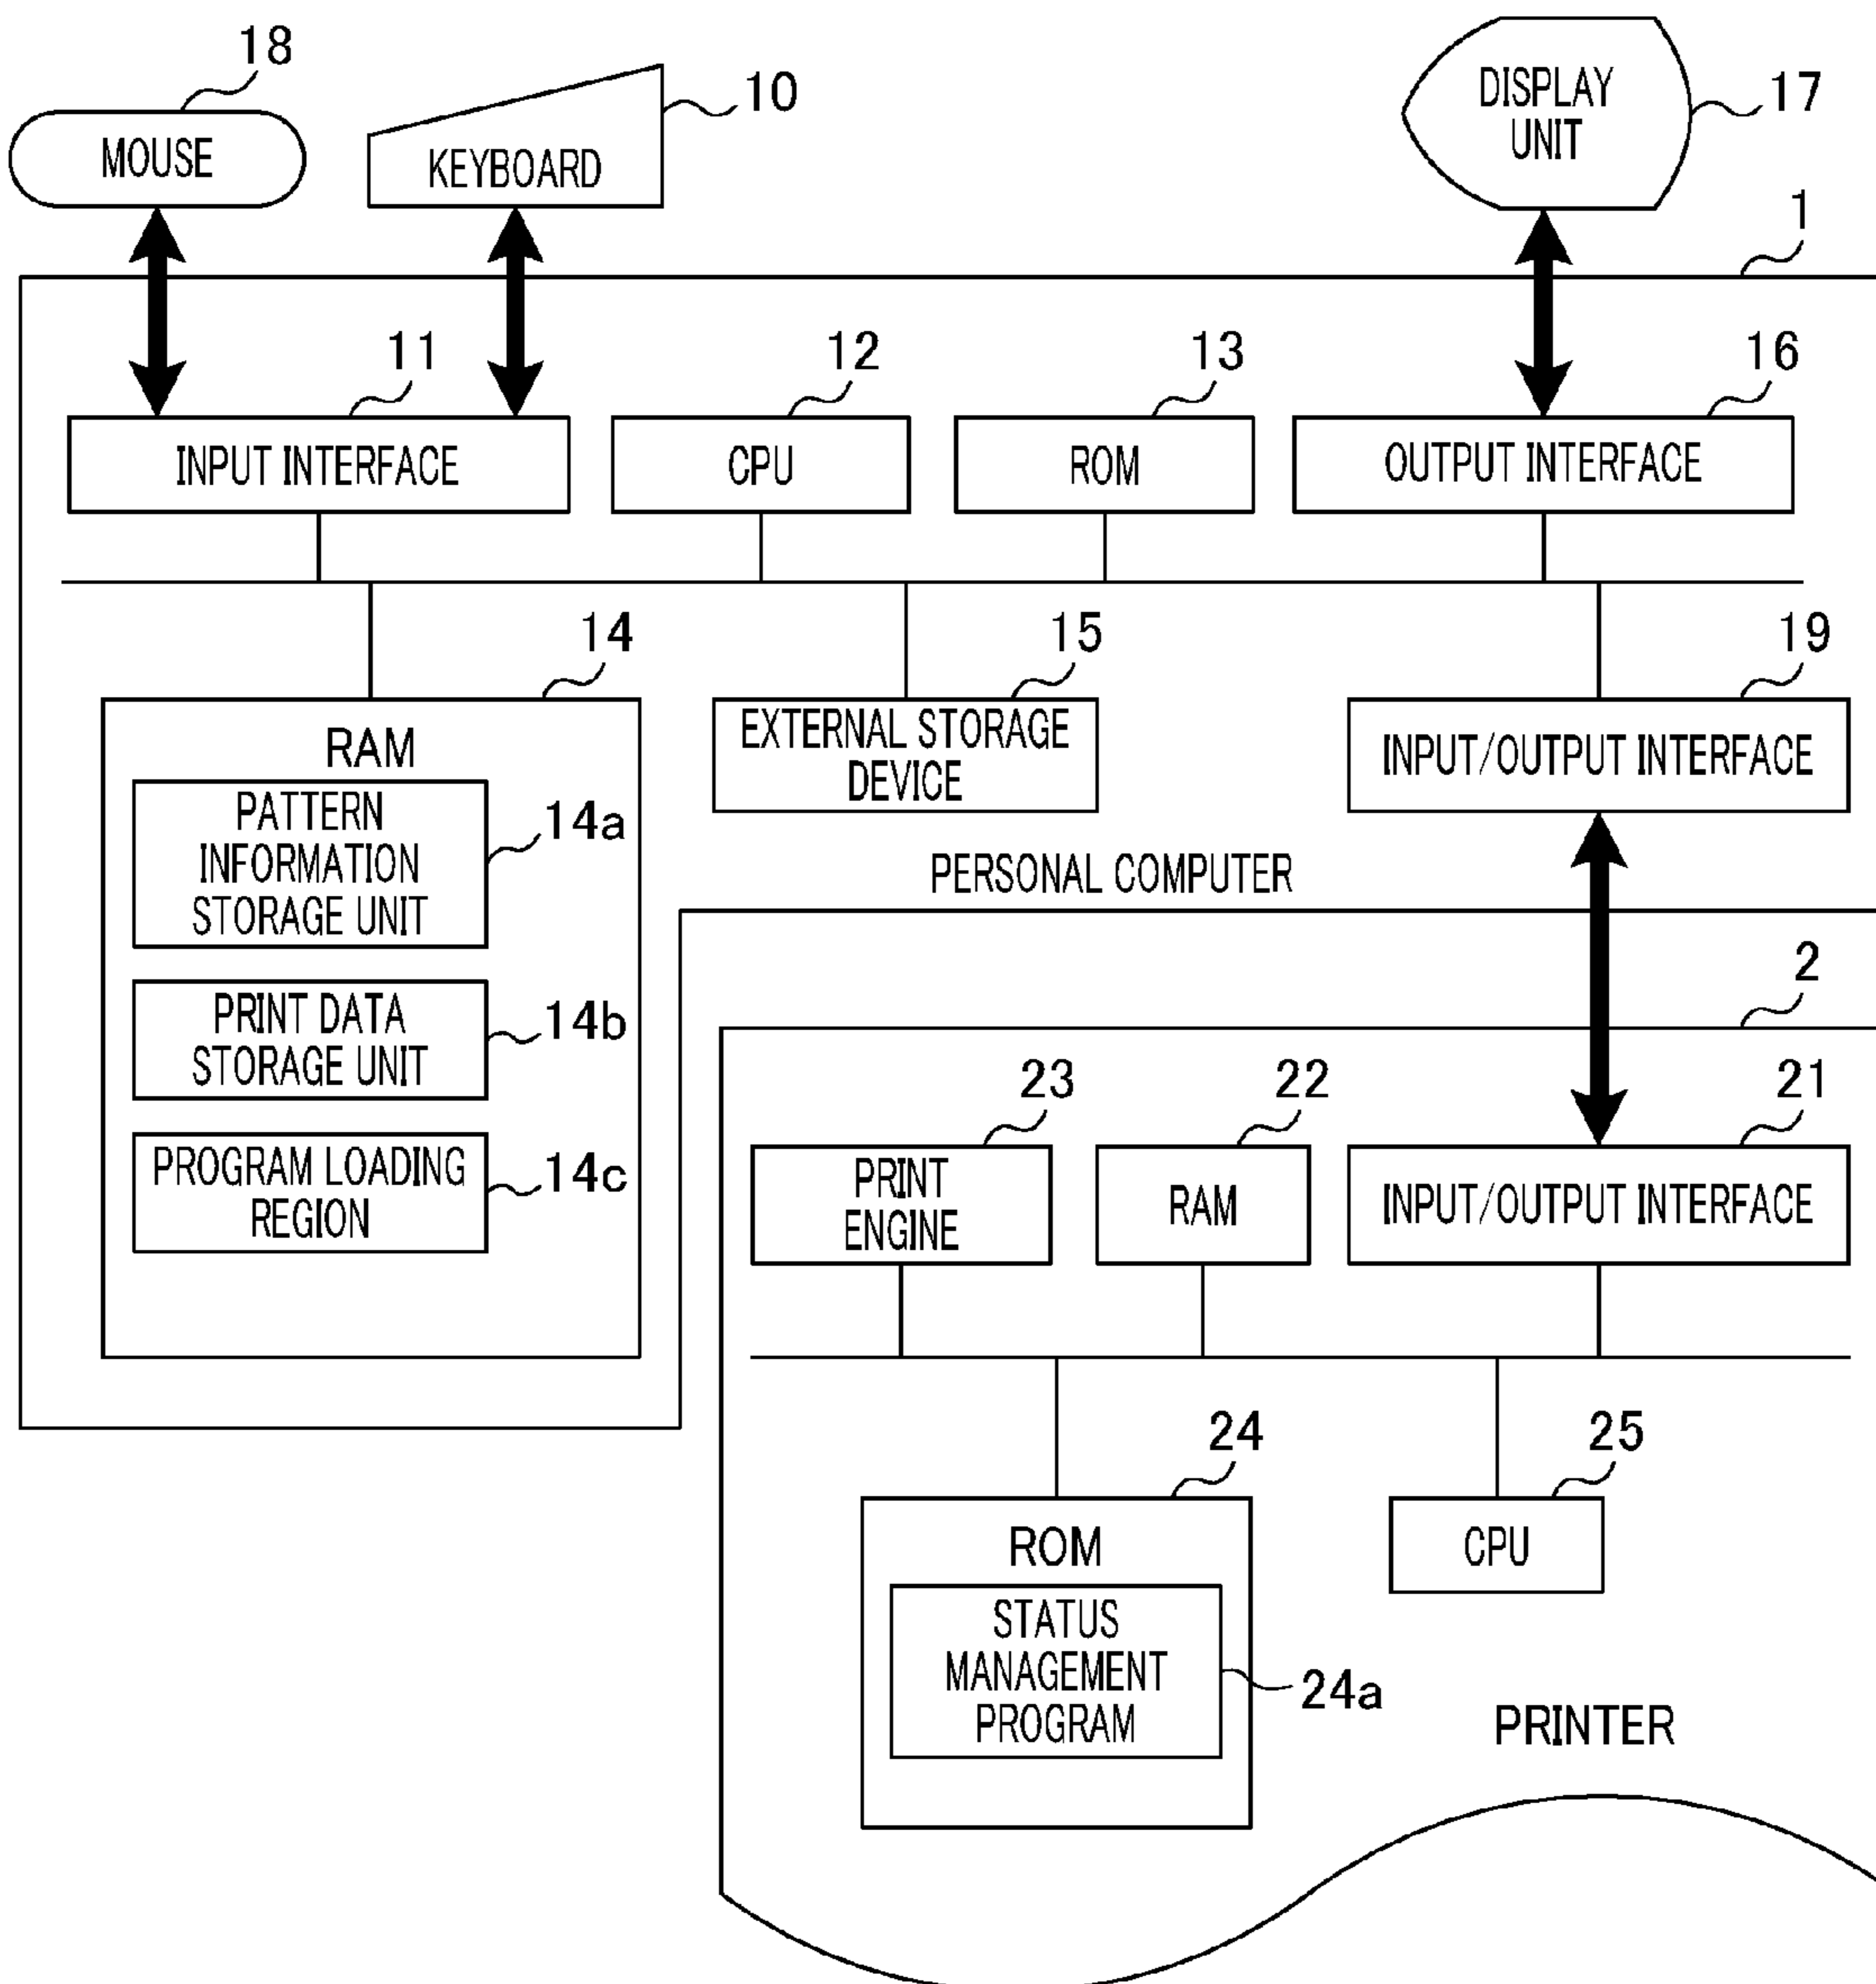 18
10
17
MOUSE
KEYBOARD
DISPLAY
UNIT
1
11
12
13
16
INPUT INTERFACE
CPU
ROM
OUTPUT INTERFACE
14
15
19
RAM
EXTERNAL STORAGE
DEVICE
INPUT/OUTPUT INTERFACE
PATTERN
INFORMATION
STORAGE UNIT
14a
PERSONAL COMPUTER
PRINT DATA
STORAGE UNIT
14b
2
PROGRAM LOADING
REGION
14c
23
22
21
PRINT
ENGINE
RAM
INPUT/OUTPUT INTERFACE
24
25
ROM
CPU
STATUS
MANAGEMENT
PROGRAM
24a
PRINTER